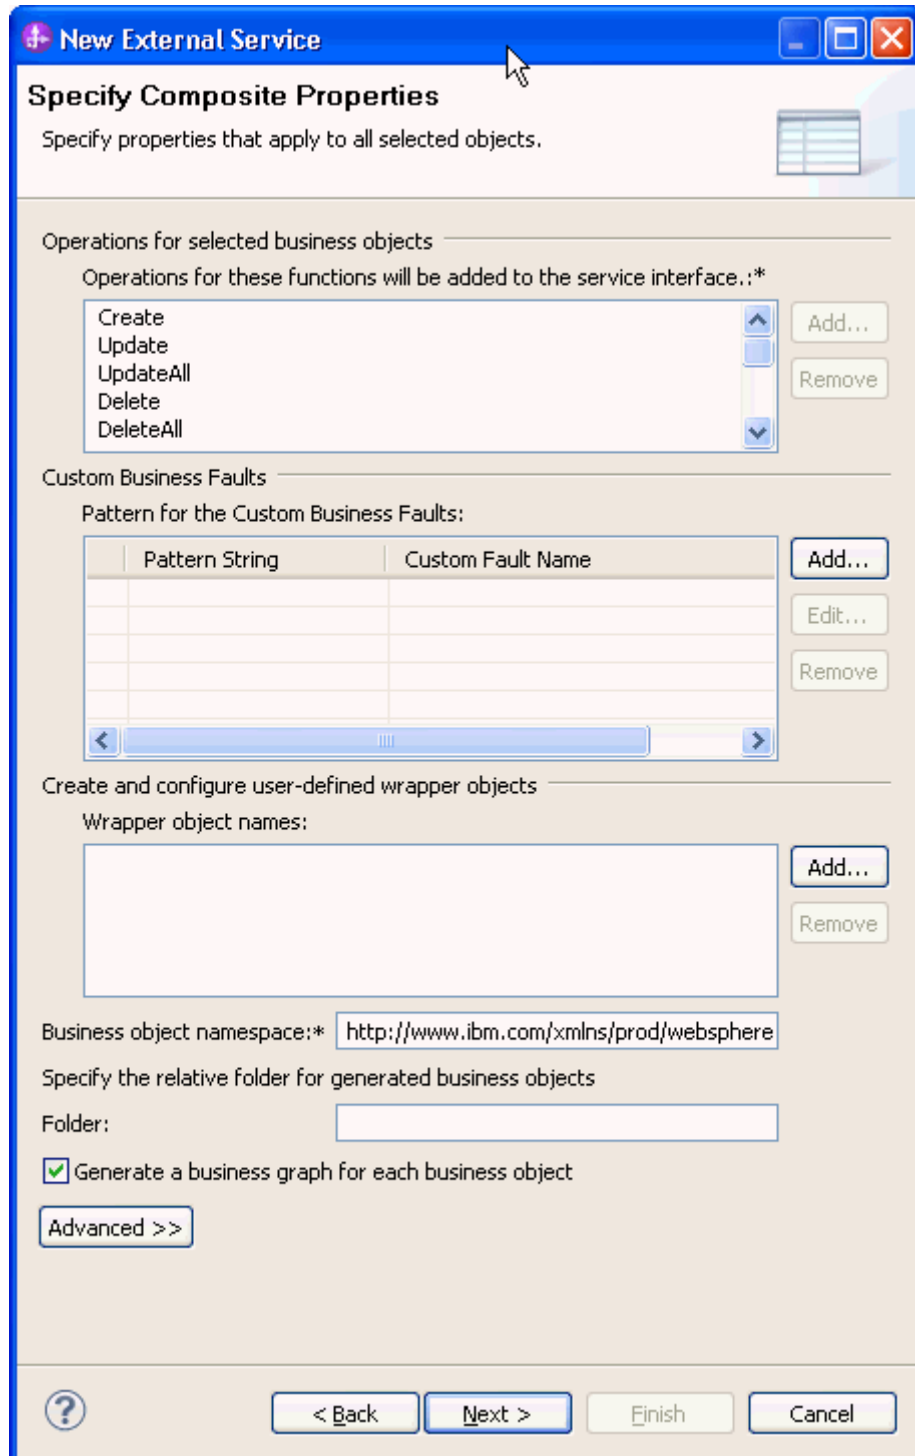 New External Service
Specify Composite Properties
Specify properties that apply to all selected objects.
Operations for selected business objects
Operations for these functions will be added to the service interface.:*
Create
Update
UpdateAll
Delete
DeleteAll
Add...
Remove
Custom Business Faults
Pattern for the Custom Business Faults:
Pattern String Custom Fault Name
Add...
Edit...
Remove
Create and configure user-defined wrapper objects
Wrapper object names:
Add...
Remove
Business object namespace:* http://www.ibm.com/xmlns/prod/websphere
Specify the relative folder for generated business objects
Folder:
Generate a business graph for each business object
Advanced >>
? < Back Next > Finish Cancel